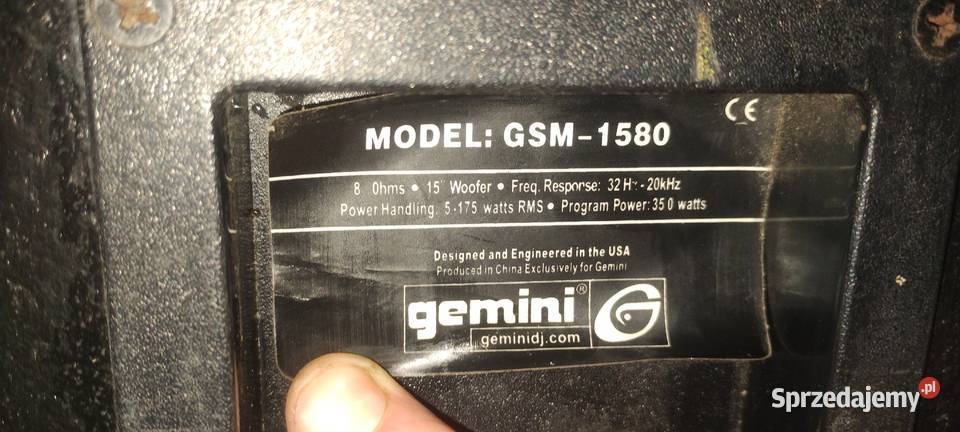 CE
MODEL: GSM-1580
8 Ohms • 15" Woofer • Freq. Response: 32 Hz - 20kHz
Power Handling: 5-175 watts RMS • Program Power: 350 watts
Designed and Engineered in the USA
Produced in China Exclusively for Gemini
gemini® G
geminidj.com
Sprzedajemy.pl